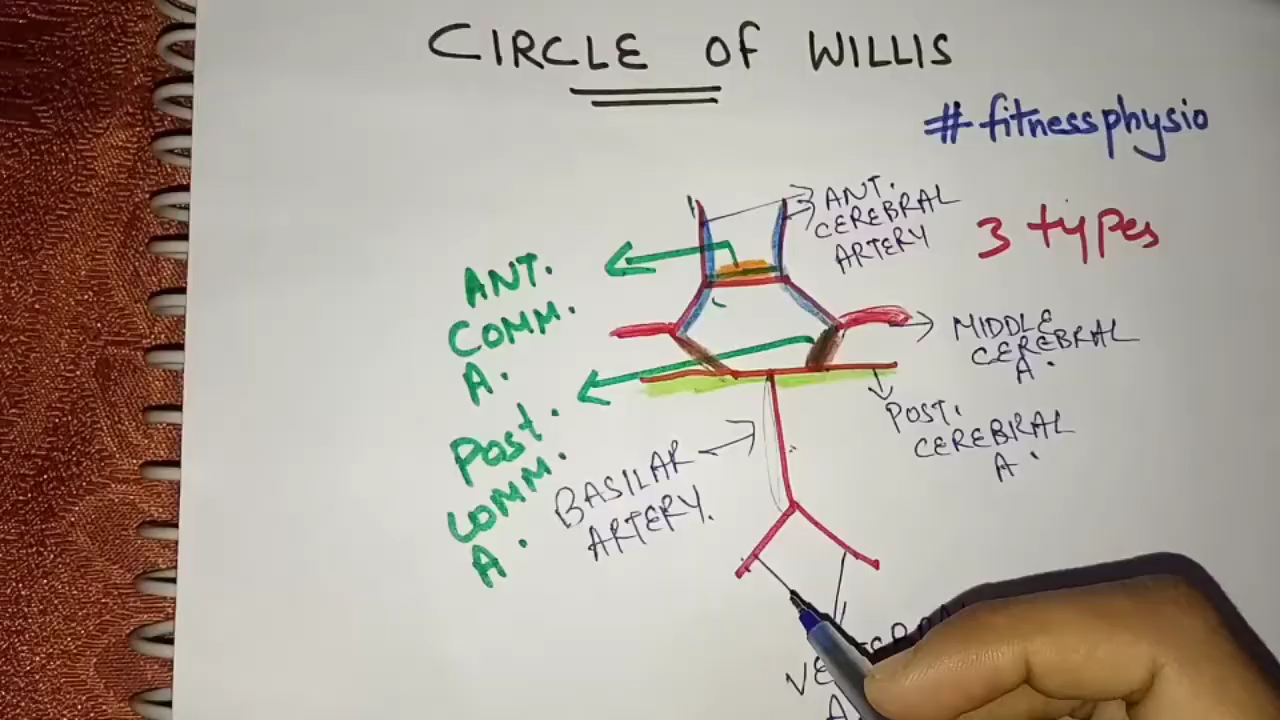 CIRCLE OF WILLIS
#fitnessphysio
3 types
ANT.
CEREBRAL
ARTERY
ANT.
COMM.
A.
MIDDLE
CEREBRAL
A.
POST.
CEREBRAL
A.
Post.
COMM.
A.
BASILAR
ARTERY.